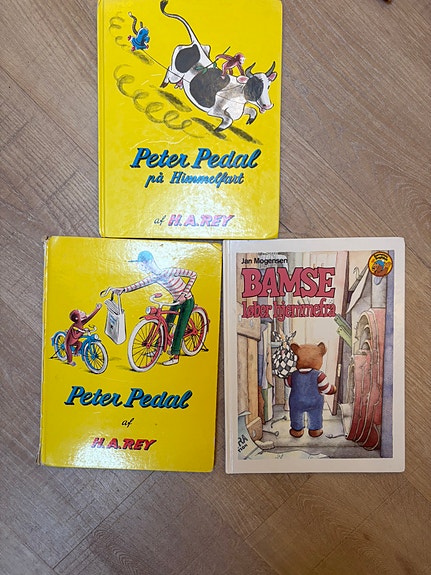 Peter Pedal
på Himmelfart
af H.A.REY
Peter Pedal
af
H.A.REY
Jan Mogensen
BAMSE
løber hjemmefra